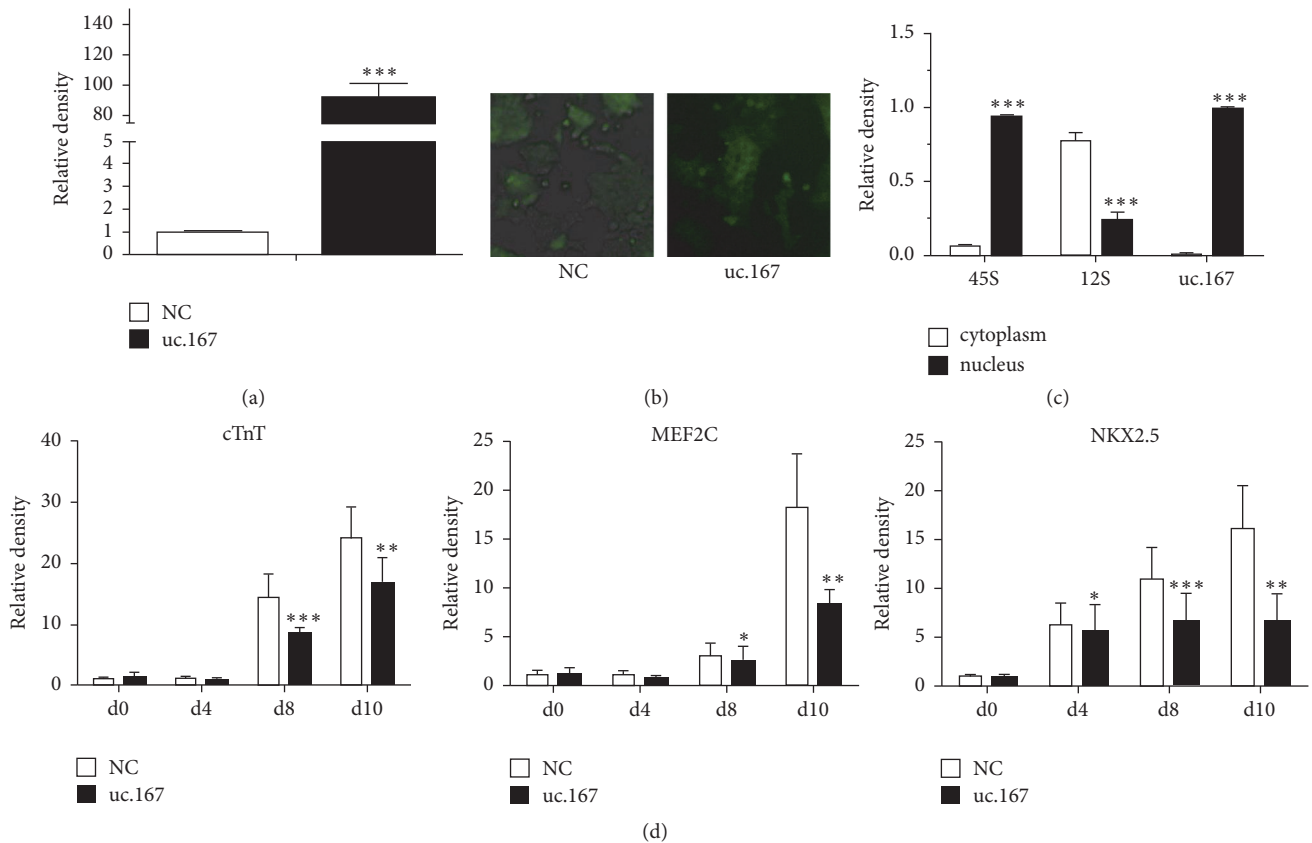 Relative density
140
120
100
80
5
4
3
2
1
0
***
NC
uc.167
(a)
NC
uc.167
(b)
Relative density
1.5
1.0
0.5
0.0
***
***
***
45S
12S
uc.167
cytoplasm
nucleus
(c)
cTnT
Relative density
40
30
20
10
0
***
**
d0
d4
d8
d10
NC
uc.167
MEF2C
Relative density
25
20
15
10
5
0
*
**
d0
d4
d8
d10
NC
uc.167
NKX2.5
Relative density
25
20
15
10
5
0
*
***
**
d0
d4
d8
d10
NC
uc.167
(d)